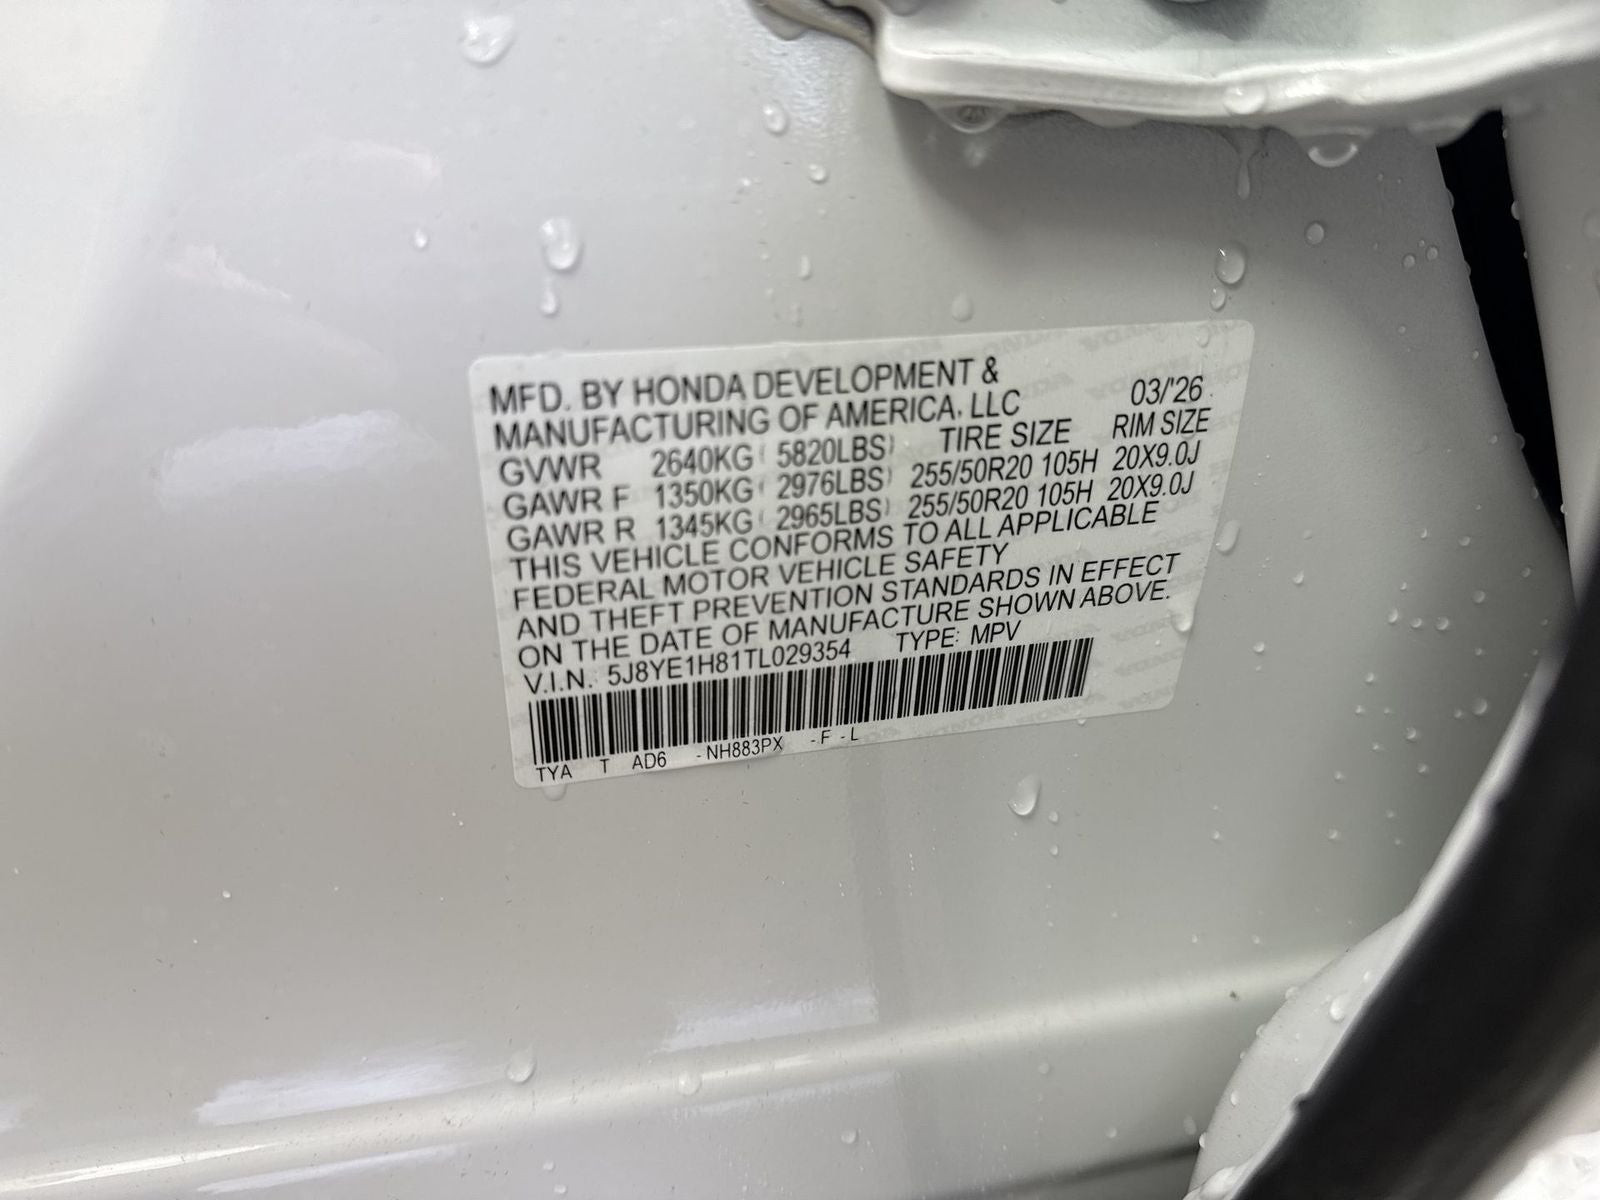 MFD. BY HONDA DEVELOPMENT &
MANUFACTURING OF AMERICA, LLC 03/'26
GVWR 2640KG ( 5820LBS) TIRE SIZE RIM SIZE
GAWR F 1350KG ( 2976LBS) 255/50R20 105H 20X9.0J
GAWR R 1345KG ( 2965LBS) 255/50R20 105H 20X9.0J
THIS VEHICLE CONFORMS TO ALL APPLICABLE
FEDERAL MOTOR VEHICLE SAFETY
AND THEFT PREVENTION STANDARDS IN EFFECT
ON THE DATE OF MANUFACTURE SHOWN ABOVE.
V.I.N. 5J8YE1H81TL029354 TYPE: MPV
TYA T AD6 -NH883PX -F -L